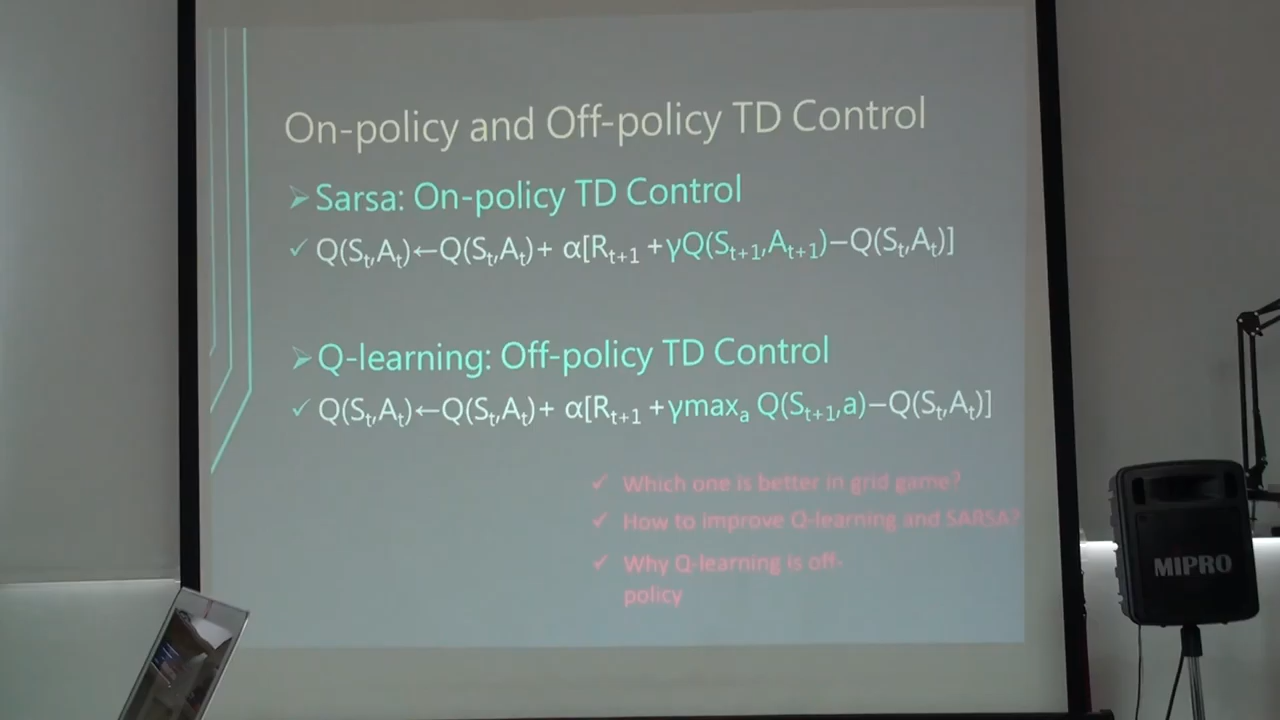 On-policy and Off-policy TD Control
➢Sarsa: On-policy TD Control
✓ Q(Sₜ,Aₜ)←Q(Sₜ,Aₜ)+ α[Rₜ₊₁ +γQ(Sₜ₊₁,Aₜ₊₁)−Q(Sₜ,Aₜ)]
➢Q-learning: Off-policy TD Control
✓ Q(Sₜ,Aₜ)←Q(Sₜ,Aₜ)+ α[Rₜ₊₁ +γmaxₐ Q(Sₜ₊₁,a)−Q(Sₜ,Aₜ)]
✓ Which one is better in grid game?
✓ How to improve Q-learning and SARSA?
✓ Why Q-learning is off-
policy
MIPRO